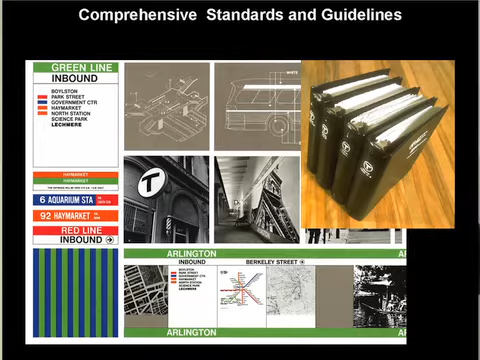 Comprehensive Standards and Guidelines
GREEN LINE
INBOUND
BOYLSTON
PARK STREET
GOVERNMENT CTR
HAYMARKET
NORTH STATION
SCIENCE PARK
LECHMERE
WHITE
HAYMARKET
HAYMARKET
6 AQUARIUM STA
92 HAYMARKET
RED LINE
INBOUND
T
T
ARLINGTON
INBOUND
BERKELEY STREET
BOYLSTON
PARK STREET
GOVERNMENT CTR
HAYMARKET
NORTH STATION
SCIENCE PARK
LECHMERE
ARLINGTON